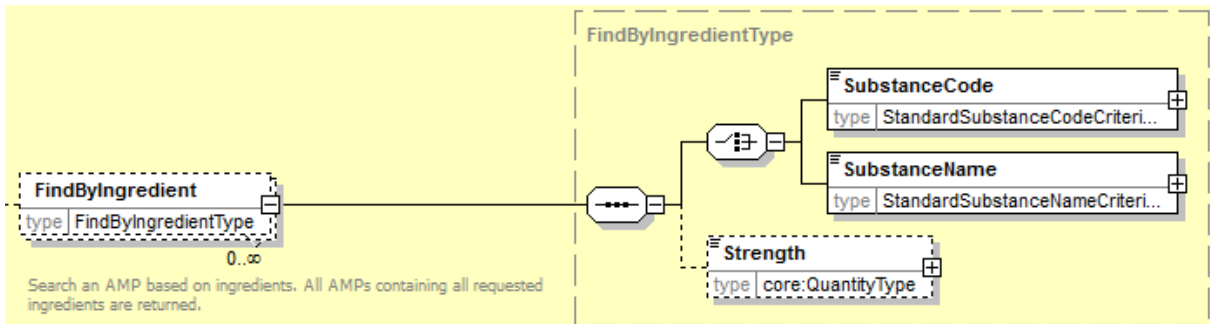 FindByIngredientType
SubstanceCode
type StandardSubstanceCodeCriteri...
SubstanceName
type StandardSubstanceNameCriteri...
FindByIngredient
type FindByIngredientType
0..∞
Strength
type core:QuantityType
Search an AMP based on ingredients. All AMPs containing all requested
ingredients are returned.